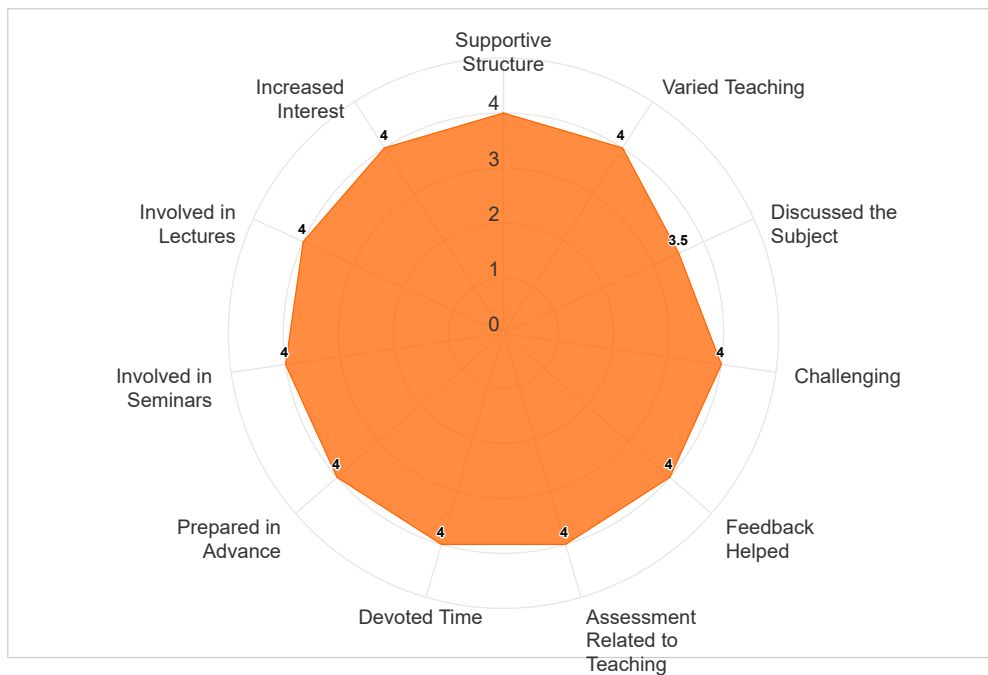 Supportive
Structure
Increased
Interest
Varied Teaching
4
4
4
3
Involved in
Lectures
4
Discussed the
Subject
3.5
2
1
0
Involved in
Seminars
4
4
Challenging
4
4
Prepared in
Advance
Feedback
Helped
4
4
Devoted Time
Assessment
Related to
Teaching